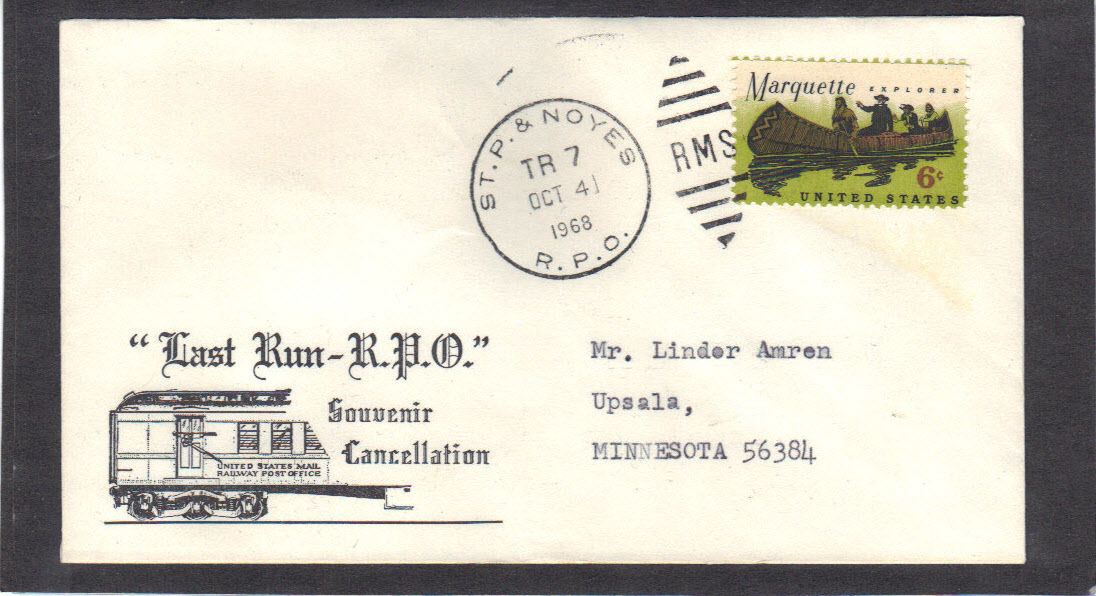 ST. P. & NOYES
TR 7
OCT 41
1968
R.P.O.
RMS
Marquette EXPLORER
6¢
UNITED STATES
"Last Run-R.P.O."
Souvenir
Cancellation
UNITED STATES MAIL
RAILWAY POST OFFICE
Mr. Linder Amren
Upsala,
MINNESOTA 56384